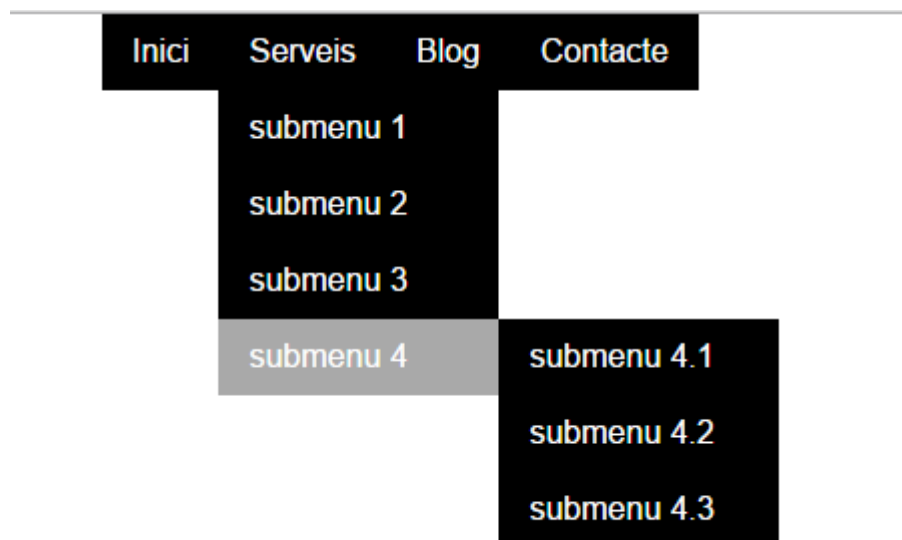 Inici Serveis Blog Contacte
submenu 1
submenu 2
submenu 3
submenu 4 submenu 4.1
submenu 4.2
submenu 4.3